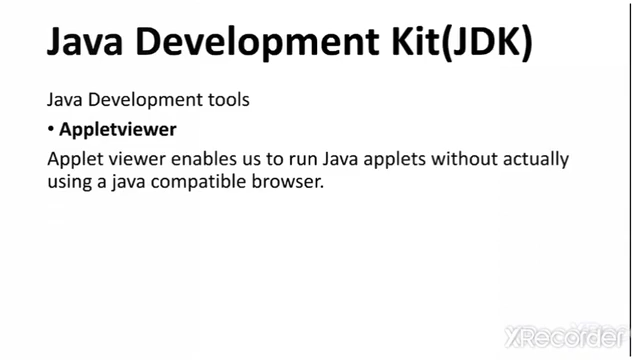 Java Development Kit(JDK)
Java Development tools
• Appletviewer
Applet viewer enables us to run Java applets without actually
using a java compatible browser.
XRecorder